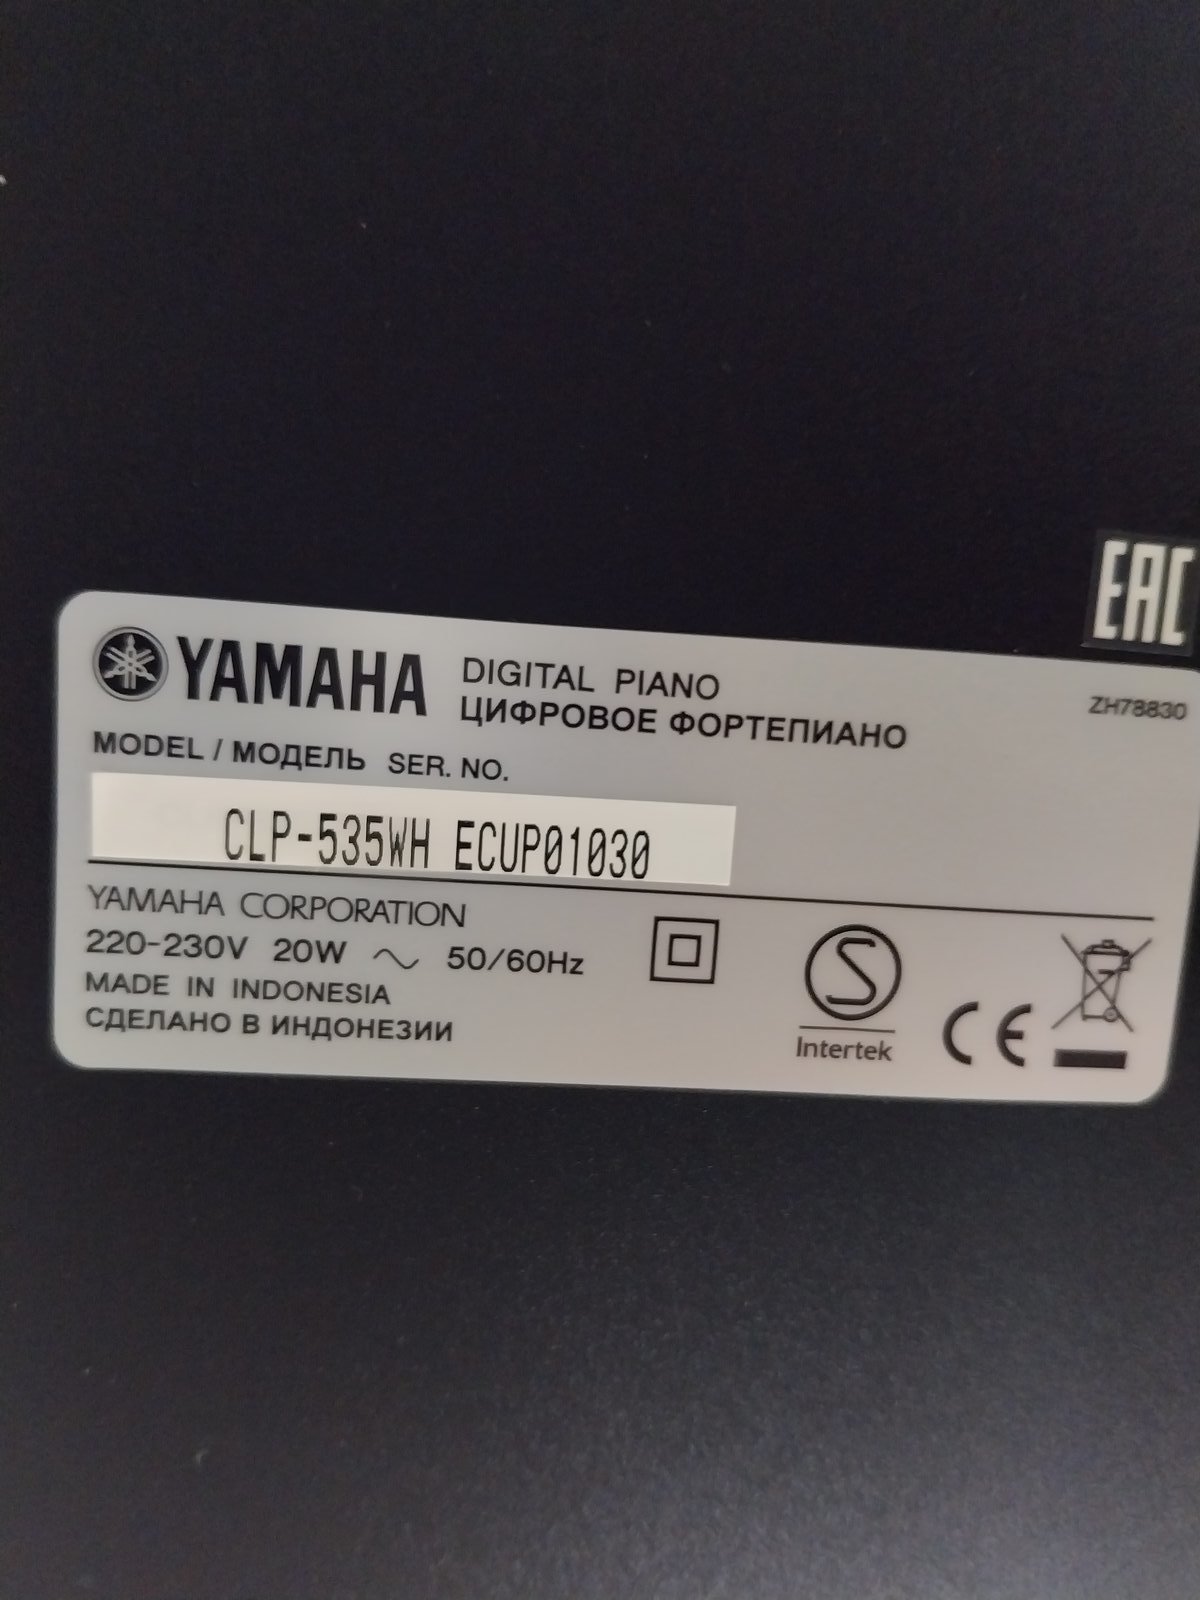 EAC
YAMAHA DIGITAL PIANO
ЦИФРОВОЕ ФОРТЕПИАНО
ZH78830
MODEL / МОДЕЛЬ SER. NO.
CLP-535WH ECUP01030
YAMAHA CORPORATION
220-230V 20W ~ 50/60Hz
MADE IN INDONESIA
СДЕЛАНО В ИНДОНЕЗИИ
S
Intertek
CE